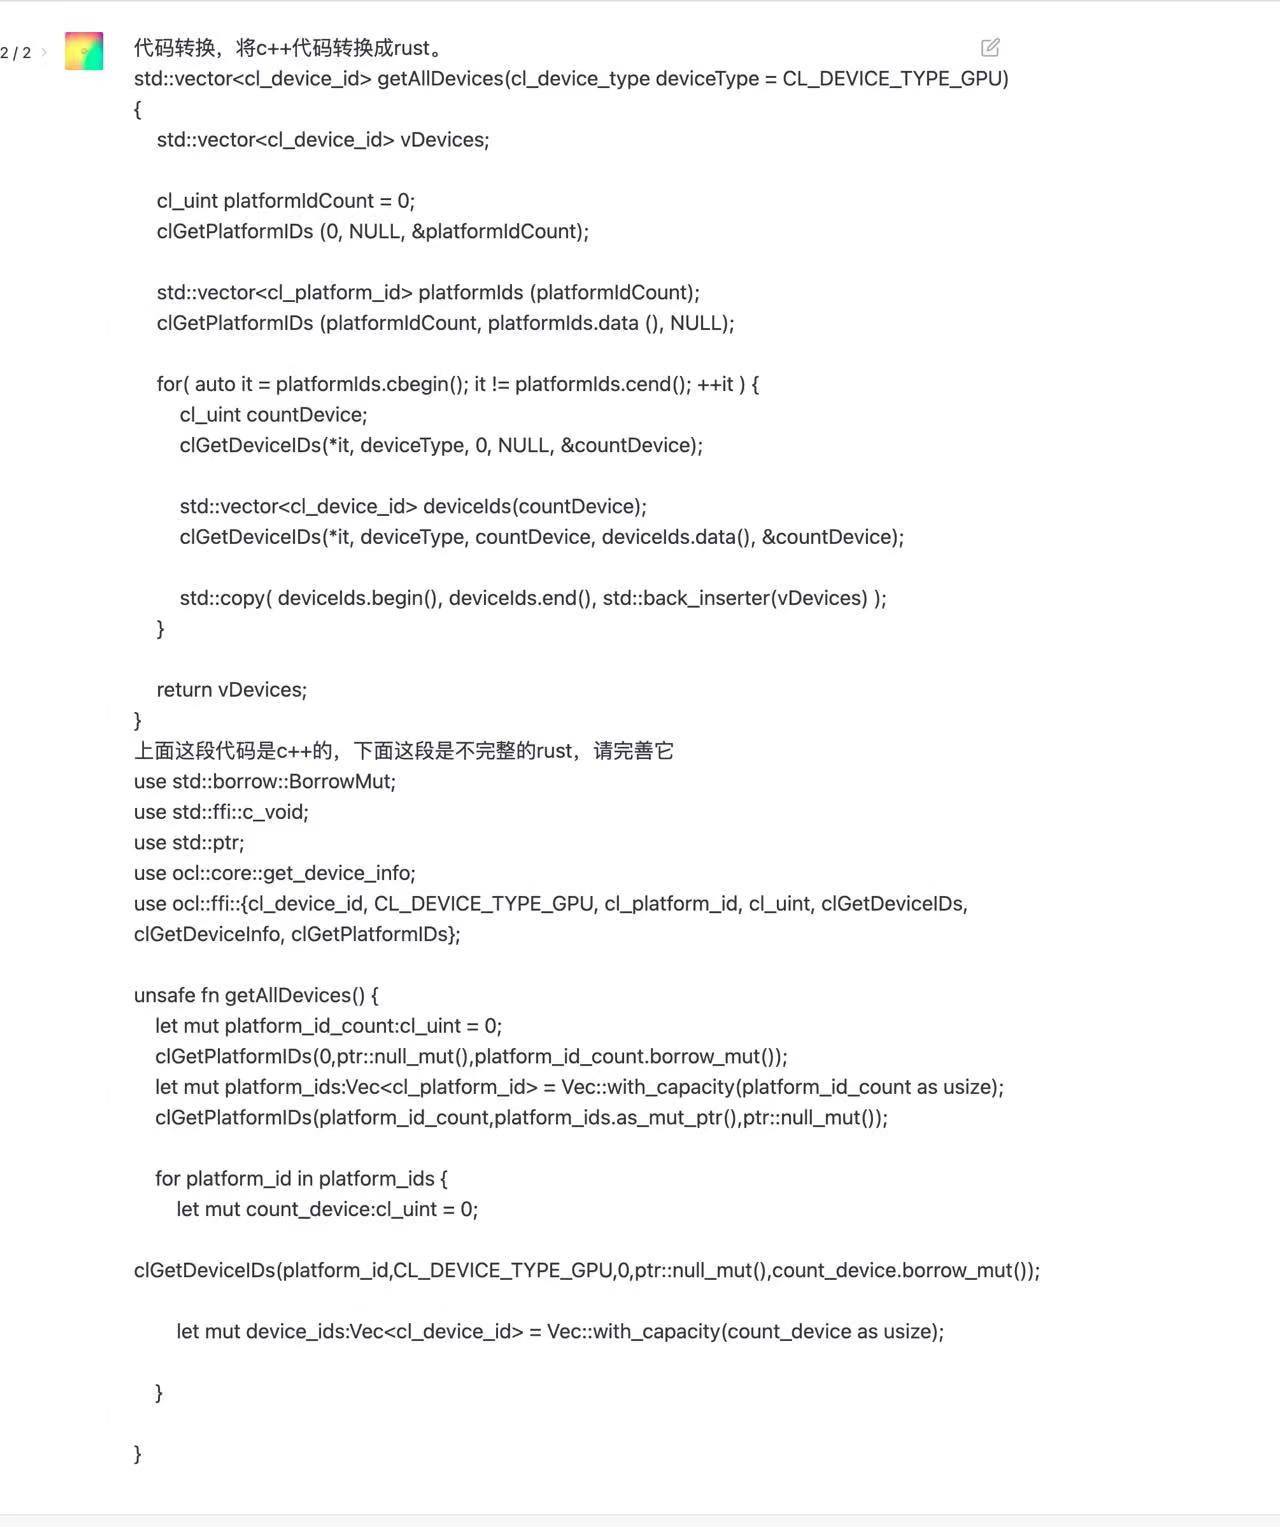 2 / 2 >
代码转换，将c++代码转换成rust。
std::vector<cl_device_id> getAllDevices(cl_device_type deviceType = CL_DEVICE_TYPE_GPU)
{
std::vector<cl_device_id> vDevices;
cl_uint platformIdCount = 0;
clGetPlatformIDs (0, NULL, &platformIdCount);
std::vector<cl_platform_id> platformIds (platformIdCount);
clGetPlatformIDs (platformIdCount, platformIds.data (), NULL);
for( auto it = platformIds.cbegin(); it != platformIds.cend(); ++it ) {
cl_uint countDevice;
clGetDeviceIDs(*it, deviceType, 0, NULL, &countDevice);
std::vector<cl_device_id> deviceIds(countDevice);
clGetDeviceIDs(*it, deviceType, countDevice, deviceIds.data(), &countDevice);
std::copy( deviceIds.begin(), deviceIds.end(), std::back_inserter(vDevices) );
}
return vDevices;
}
上面这段代码是c++的，下面这段是不完整的rust，请完善它
use std::borrow::BorrowMut;
use std::ffi::c_void;
use std::ptr;
use ocl::core::get_device_info;
use ocl::ffi::{cl_device_id, CL_DEVICE_TYPE_GPU, cl_platform_id, cl_uint, clGetDeviceIDs,
clGetDeviceInfo, clGetPlatformIDs};
unsafe fn getAllDevices() {
let mut platform_id_count:cl_uint = 0;
clGetPlatformIDs(0,ptr::null_mut(),platform_id_count.borrow_mut());
let mut platform_ids:Vec<cl_platform_id> = Vec::with_capacity(platform_id_count as usize);
clGetPlatformIDs(platform_id_count,platform_ids.as_mut_ptr(),ptr::null_mut());
for platform_id in platform_ids {
let mut count_device:cl_uint = 0;
clGetDeviceIDs(platform_id,CL_DEVICE_TYPE_GPU,0,ptr::null_mut(),count_device.borrow_mut());
let mut device_ids:Vec<cl_device_id> = Vec::with_capacity(count_device as usize);
}
}